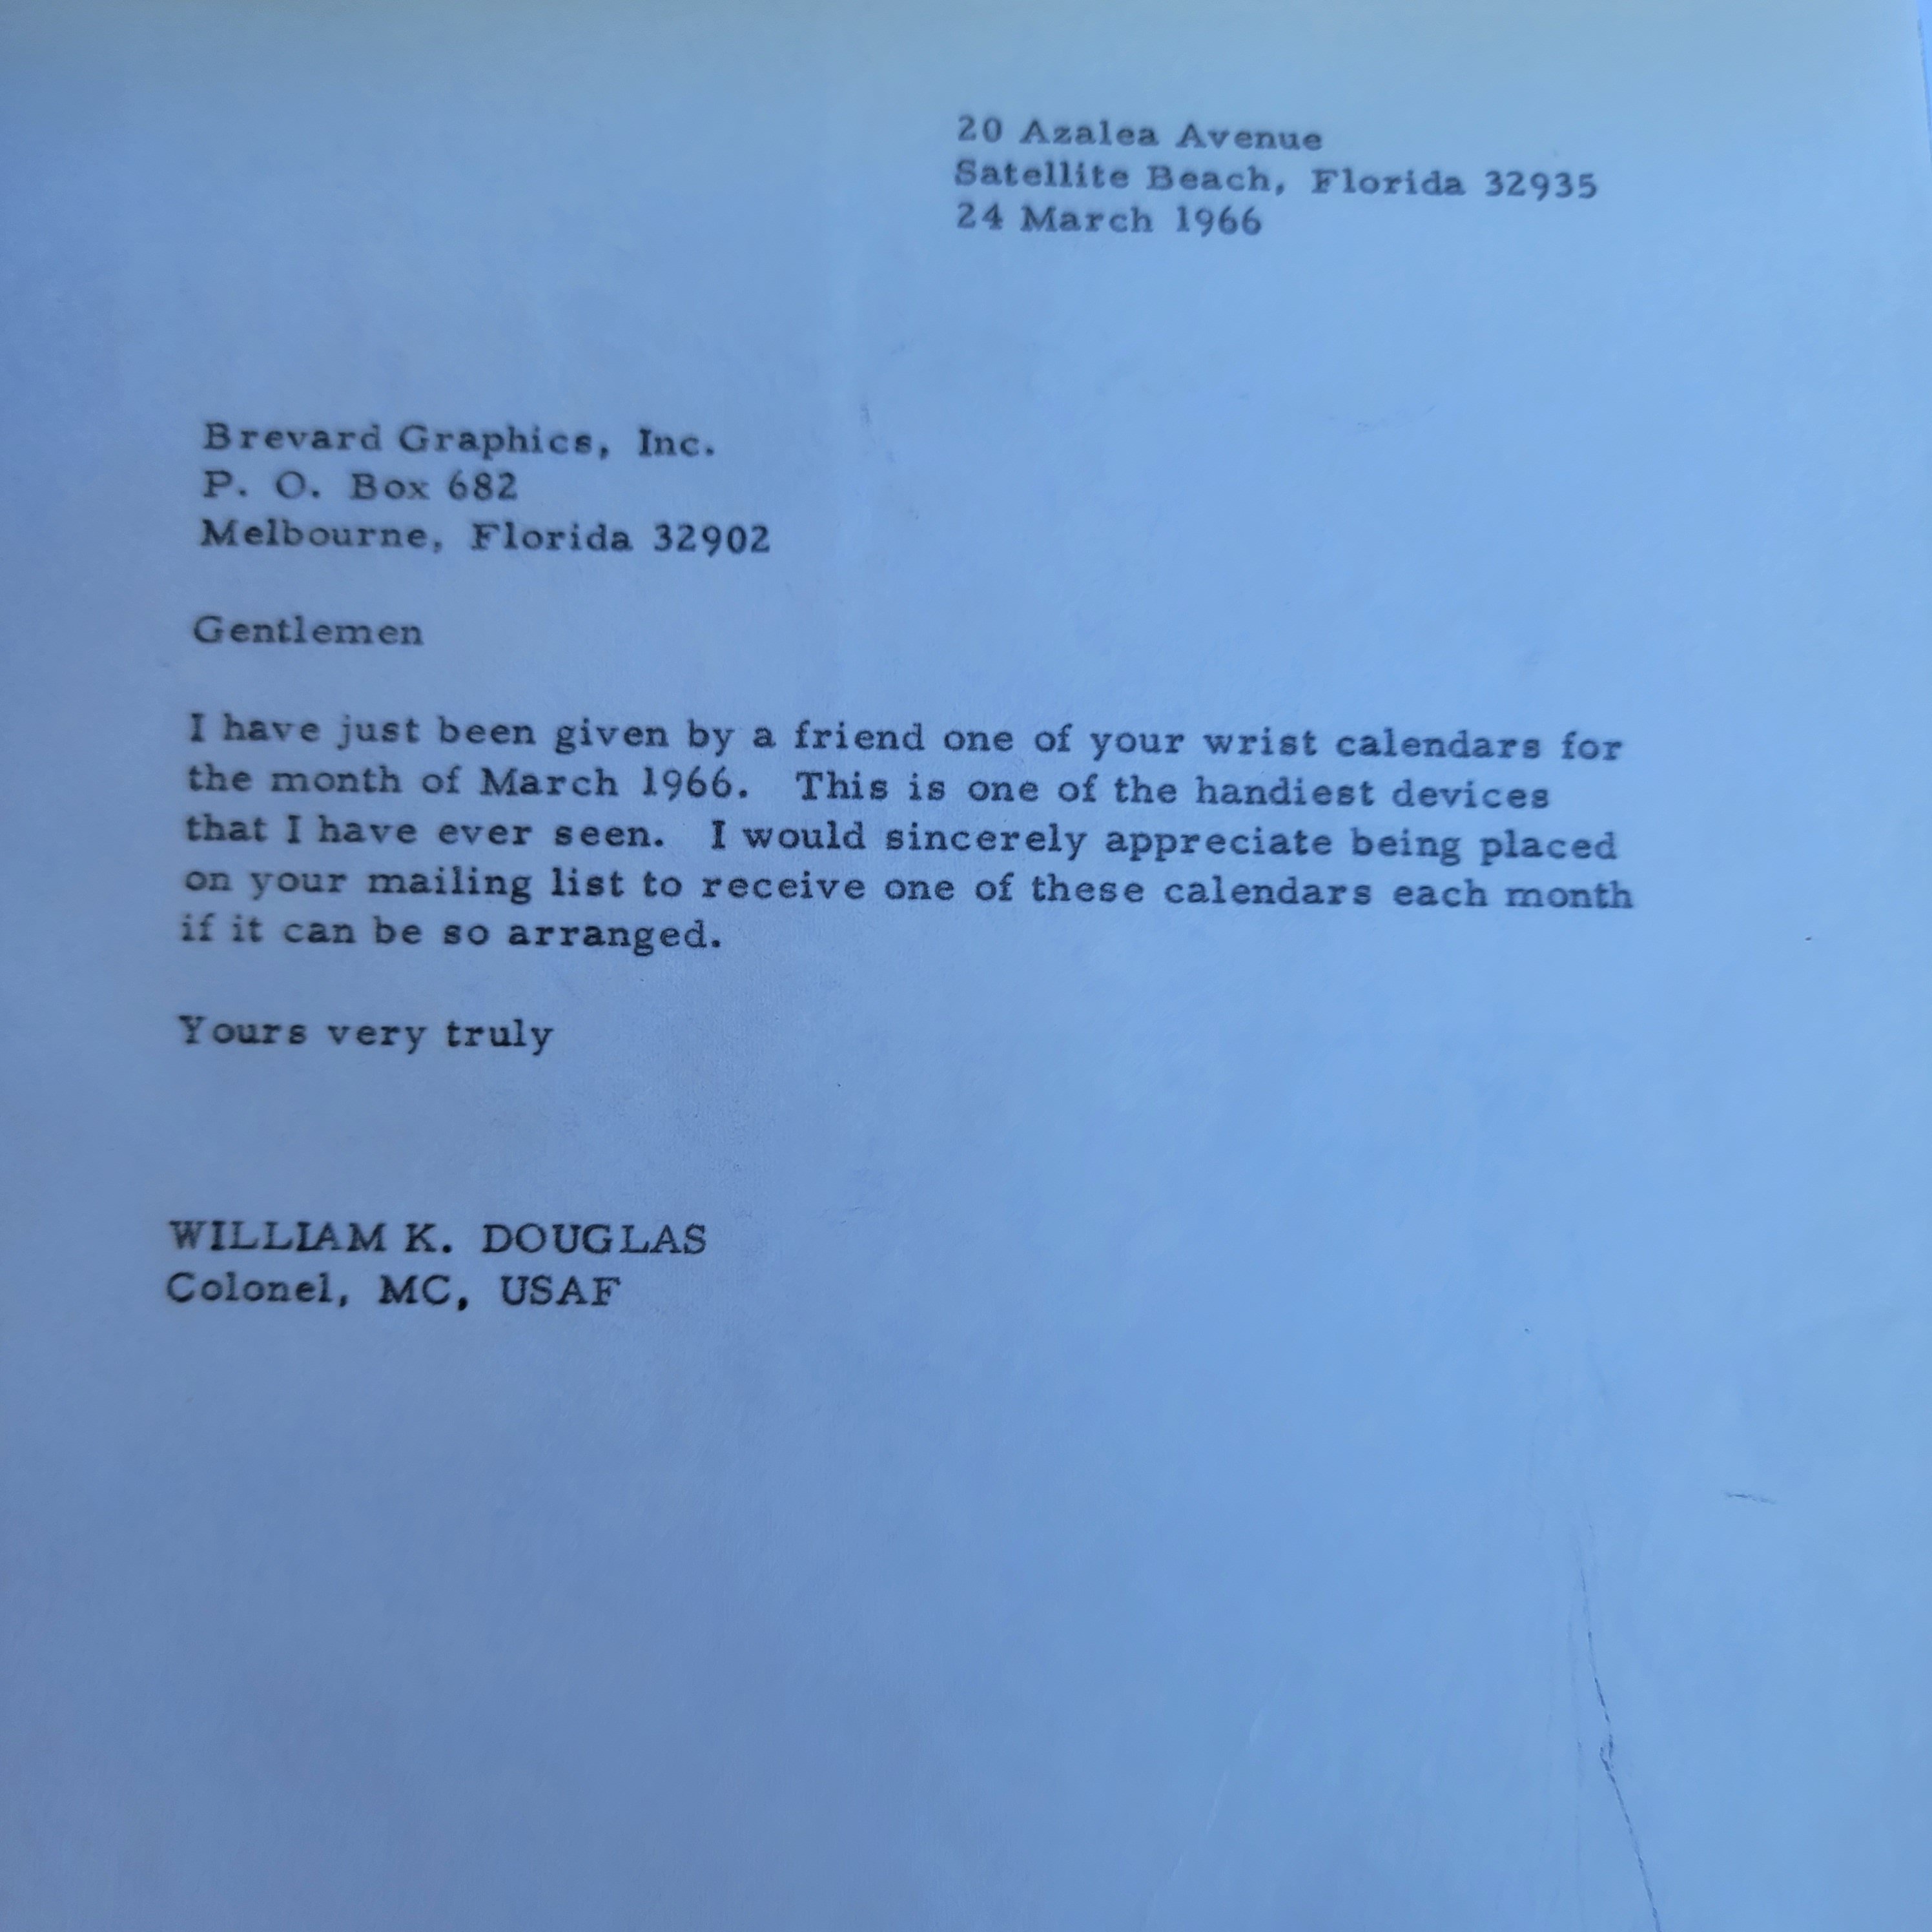 20 Azalea Avenue
Satellite Beach, Florida 32935
24 March 1966
Brevard Graphics, Inc.
P. O. Box 682
Melbourne, Florida 32902
Gentlemen
I have just been given by a friend one of your wrist calendars for
the month of March 1966. This is one of the handiest devices
that I have ever seen. I would sincerely appreciate being placed
on your mailing list to receive one of these calendars each month
if it can be so arranged.
Yours very truly
WILLIAM K. DOUGLAS
Colonel, MC, USAF